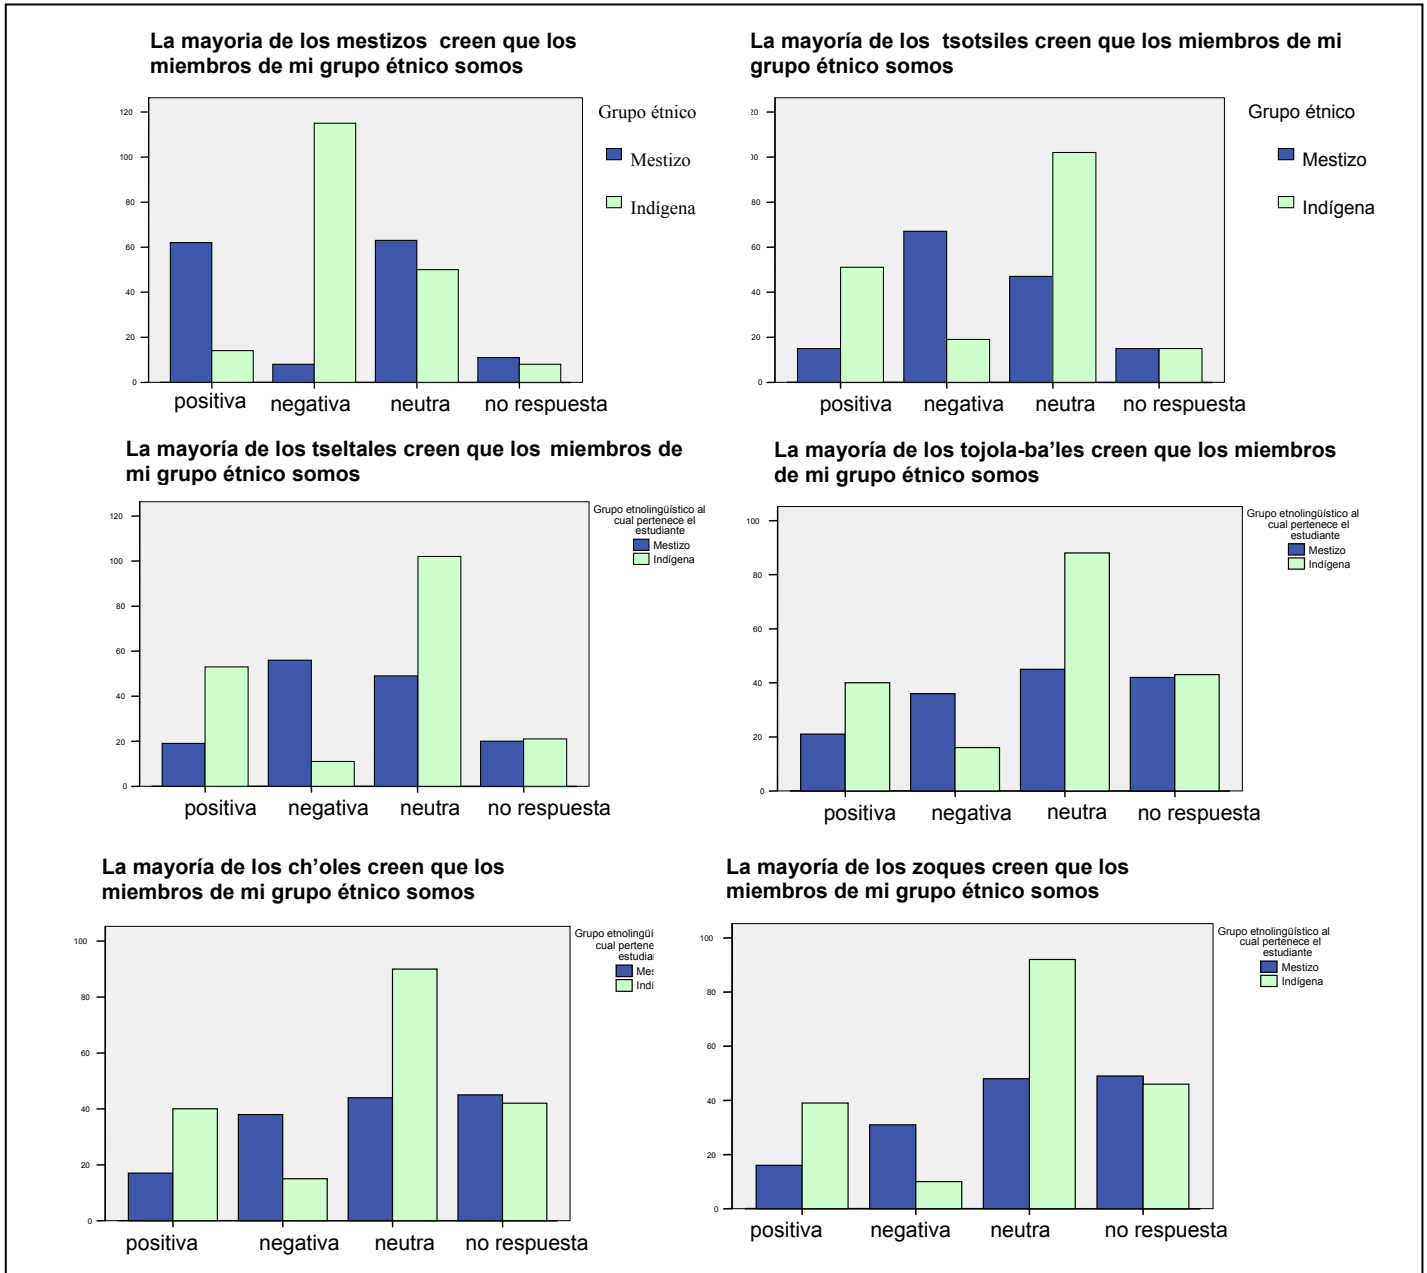 La mayoria de los mestizos creen que los
miembros de mi grupo étnico somos
120
100
80
60
40
20
0
Grupo étnico
Mestizo
Indígena
positiva negativa neutra no respuesta
La mayoría de los tsotsiles creen que los miembros de mi
grupo étnico somos
20
00
80
60
40
20
0
Grupo étnico
Mestizo
Indígena
positiva negativa neutra no respuesta
La mayoría de los tseltales creen que los miembros de
mi grupo étnico somos
120
100
80
60
40
20
0
Grupo etnolingüístico al
cual pertenece el
estudiante
Mestizo
Indígena
positiva negativa neutra no respuesta
La mayoría de los tojola-ba'les creen que los miembros
de mi grupo étnico somos
100
80
60
40
20
0
Grupo etnolingüístico al
cual pertenece el
estudiante
Mestizo
Indígena
positiva negativa neutra no respuesta
La mayoría de los ch'oles creen que los
miembros de mi grupo étnico somos
100
80
60
40
20
0
Grupo etnolingüí
cual pertene
estudia
Mes
Indí
positiva negativa neutra no respuesta
La mayoría de los zoques creen que los
miembros de mi grupo étnico somos
100
80
60
40
20
0
Grupo etnolingüístico al
cual pertenece el
estudiante
Mestizo
Indígena
positiva negativa neutra no respuesta